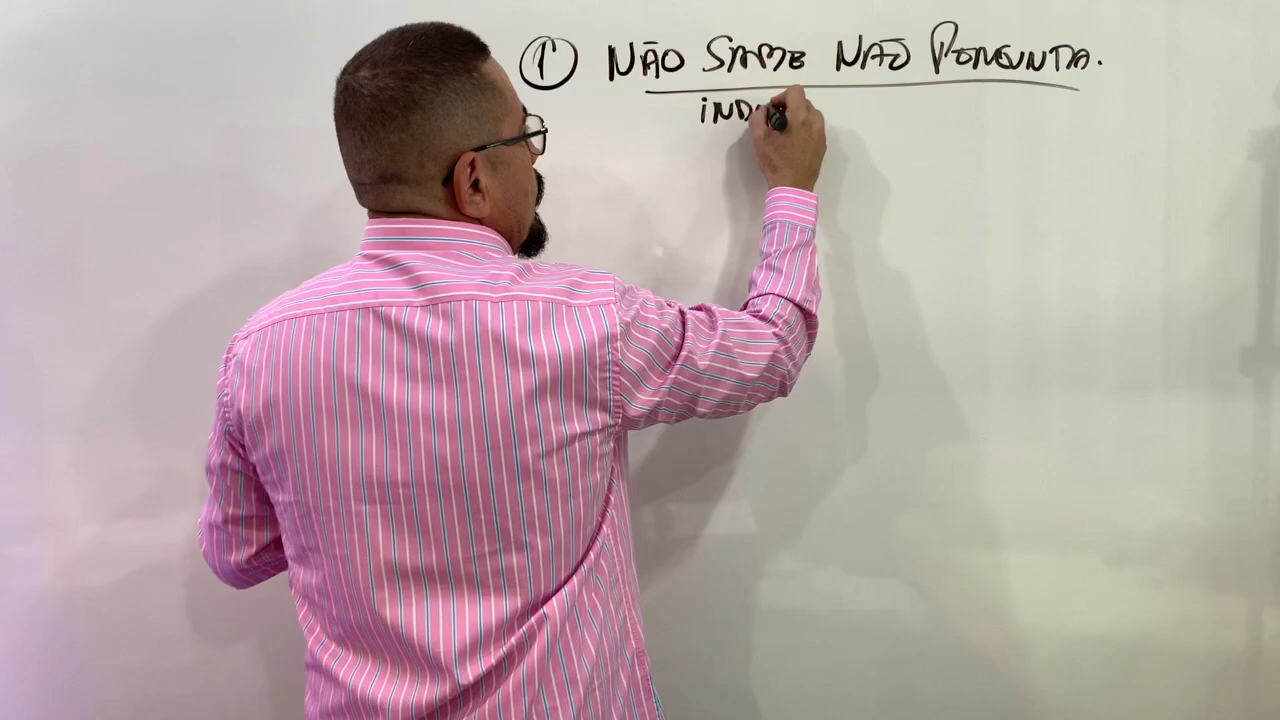 ① NÃO SABE NÃO PERGUNTA.
IND